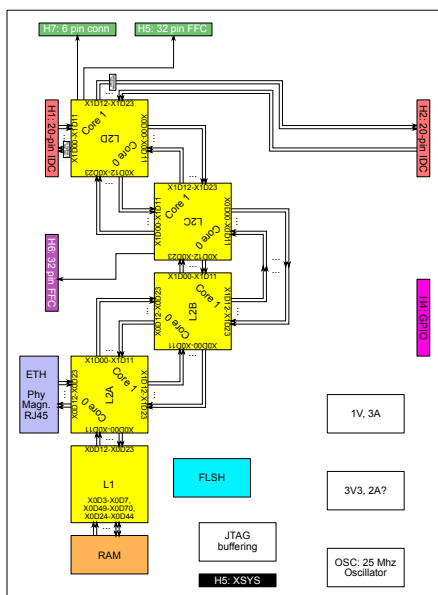 H7: 6 pin conn
H5: 32 pin FFC
H1: 20-pin IDC
X1D12-X1D23
...
X1D00-X1D11
Core 1
L2D
Core 0
X0D00-X0D11
X0D12-X0D23
H2: 20-pin IDC
...
...
...
H6: 32 pin FFC
X1D12-X1D23
X1D00-X1D11
Core 1
L2C
Core 0
X0D00-X0D11
X0D12-X0D23
...
...
H4: GPIO
X1D00-X1D11
X0D12-X0D23
Core 1
L2B
Core 0
X1D12-X1D23
X0D00-X0D11
...
...
ETH
Phy
Magn.
RJ45
X1D00-X1D11
X0D12-X0D23
Core 1
L2A
Core 0
X1D12-X1D23
X0D00-X0D11
...
X0D12-X0D23
L1
X0D3-X0D7,
X0D49-X0D70,
X0D24-X0D44
...
RAM
FLSH
JTAG
buffering
H5: XSYS
1V, 3A
3V3, 2A?
OSC: 25 Mhz
Oscillator